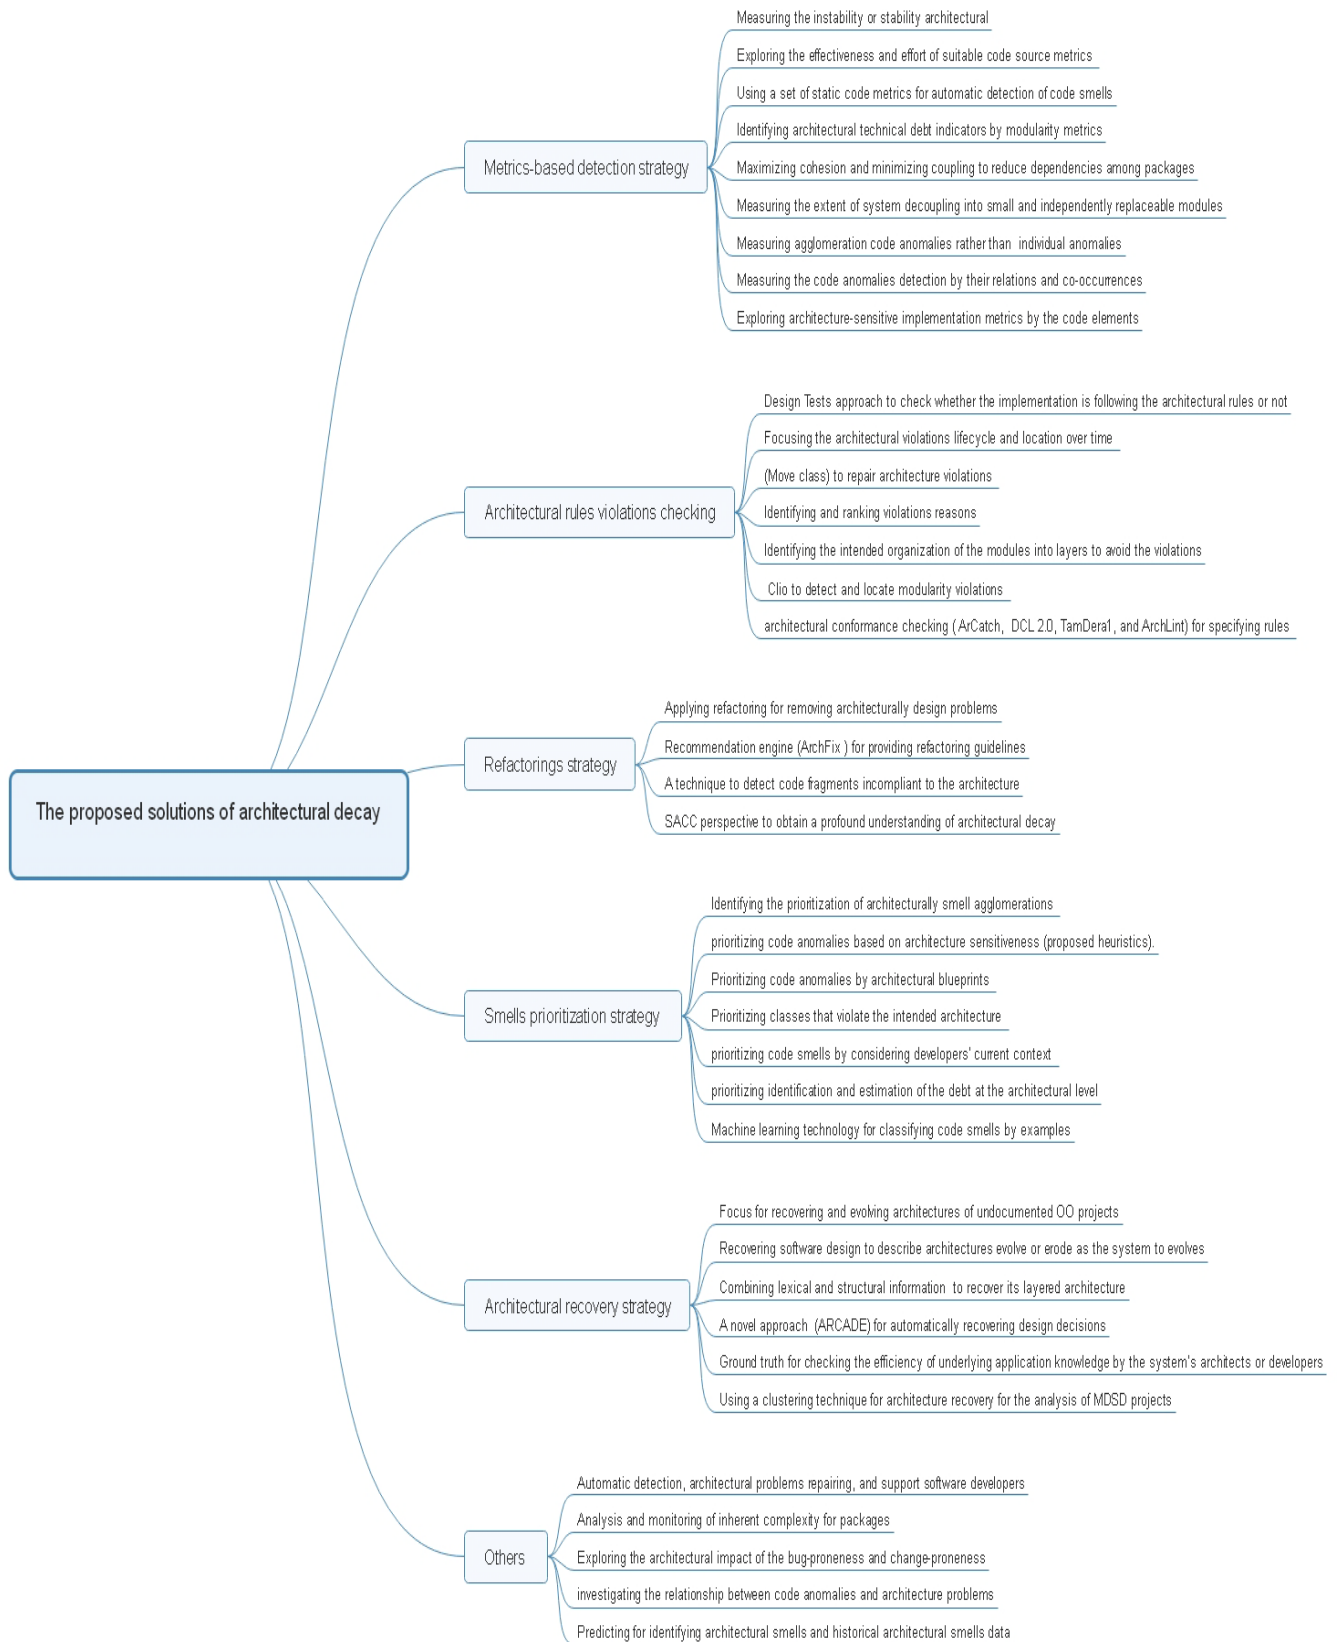 The proposed solutions of architectural decay
Metrics-based detection strategy
Measuring the instability or stability architectural
Exploring the effectiveness and effort of suitable code source metrics
Using a set of static code metrics for automatic detection of code smells
Identifying architectural technical debt indicators by modularity metrics
Maximizing cohesion and minimizing coupling to reduce dependencies among packages
Measuring the extent of system decoupling into small and independently replaceable modules
Measuring agglomeration code anomalies rather than individual anomalies
Measuring the code anomalies detection by their relations and co-occurrences
Exploring architecture-sensitive implementation metrics by the code elements
Architectural rules violations checking
Design Tests approach to check whether the implementation is following the architectural rules or not
Focusing the architectural violations lifecycle and location over time
(Move class) to repair architecture violations
Identifying and ranking violations reasons
Identifying the intended organization of the modules into layers to avoid the violations
Clio to detect and locate modularity violations
architectural conformance checking ( ArCatch, DCL 2.0, TamDera1, and ArchLint) for specifying rules
Refactorings strategy
Applying refactoring for removing architecturally design problems
Recommendation engine (ArchFix ) for providing refactoring guidelines
A technique to detect code fragments incompliant to the architecture
SACC perspective to obtain a profound understanding of architectural decay
Smells prioritization strategy
Identifying the prioritization of architecturally smell agglomerations
prioritizing code anomalies based on architecture sensitiveness (proposed heuristics).
Prioritizing code anomalies by architectural blueprints
Prioritizing classes that violate the intended architecture
prioritizing code smells by considering developers' current context
prioritizing identification and estimation of the debt at the architectural level
Machine learning technology for classifying code smells by examples
Architectural recovery strategy
Focus for recovering and evolving architectures of undocumented OO projects
Recovering software design to describe architectures evolve or erode as the system to evolves
Combining lexical and structural information to recover its layered architecture
A novel approach (ARCADE) for automatically recovering design decisions
Ground truth for checking the efficiency of underlying application knowledge by the system's architects or developers
Using a clustering technique for architecture recovery for the analysis of MDSD projects
Others
Automatic detection, architectural problems repairing, and support software developers
Analysis and monitoring of inherent complexity for packages
Exploring the architectural impact of the bug-proneness and change-proneness
investigating the relationship between code anomalies and architecture problems
Predicting for identifying architectural smells and historical architectural smells data